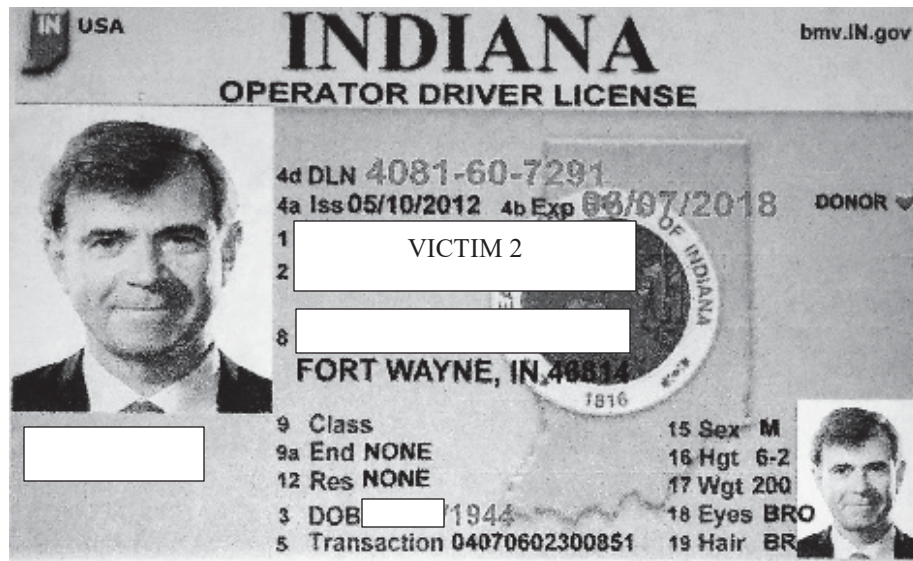 IN USA
INDIANA
bmv.IN.gov
OPERATOR DRIVER LICENSE
4d DLN 4081-60-7291
4a Iss 05/10/2012 4b Exp 06/07/2018
DONOR
1 VICTIM 2
2
OF INDIANA
8
FORT WAYNE, IN 46814
1816
9 Class
9a End NONE
12 Res NONE
3 DOB /1944
5 Transaction 04070602300851
15 Sex M
16 Hgt 6-2
17 Wgt 200
18 Eyes BRO
19 Hair BR